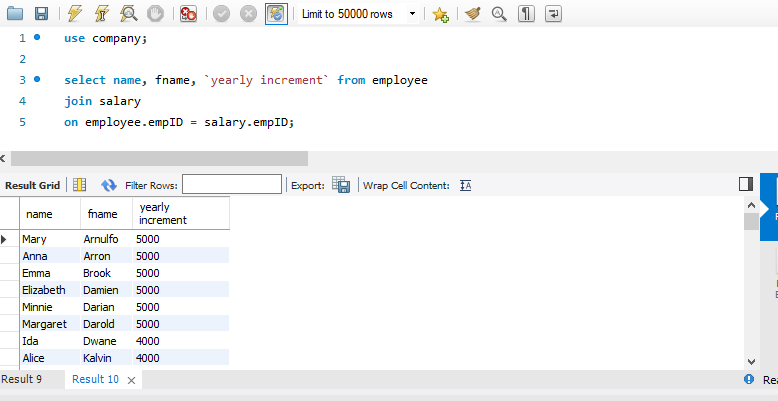 Limit to 50000 rows
1 use company;
2
3 select name, fname, `yearly increment` from employee
4 join salary
5 on employee.empID = salary.empID;
Result Grid Filter Rows: Export: Wrap Cell Content:
name fname yearly increment
Mary Arnulfo 5000
Anna Arron 5000
Emma Brook 5000
Elizabeth Damien 5000
Minnie Darian 5000
Margaret Darold 5000
Ida Dwane 4000
Alice Kalvin 4000
Result 9 Result 10 Rea